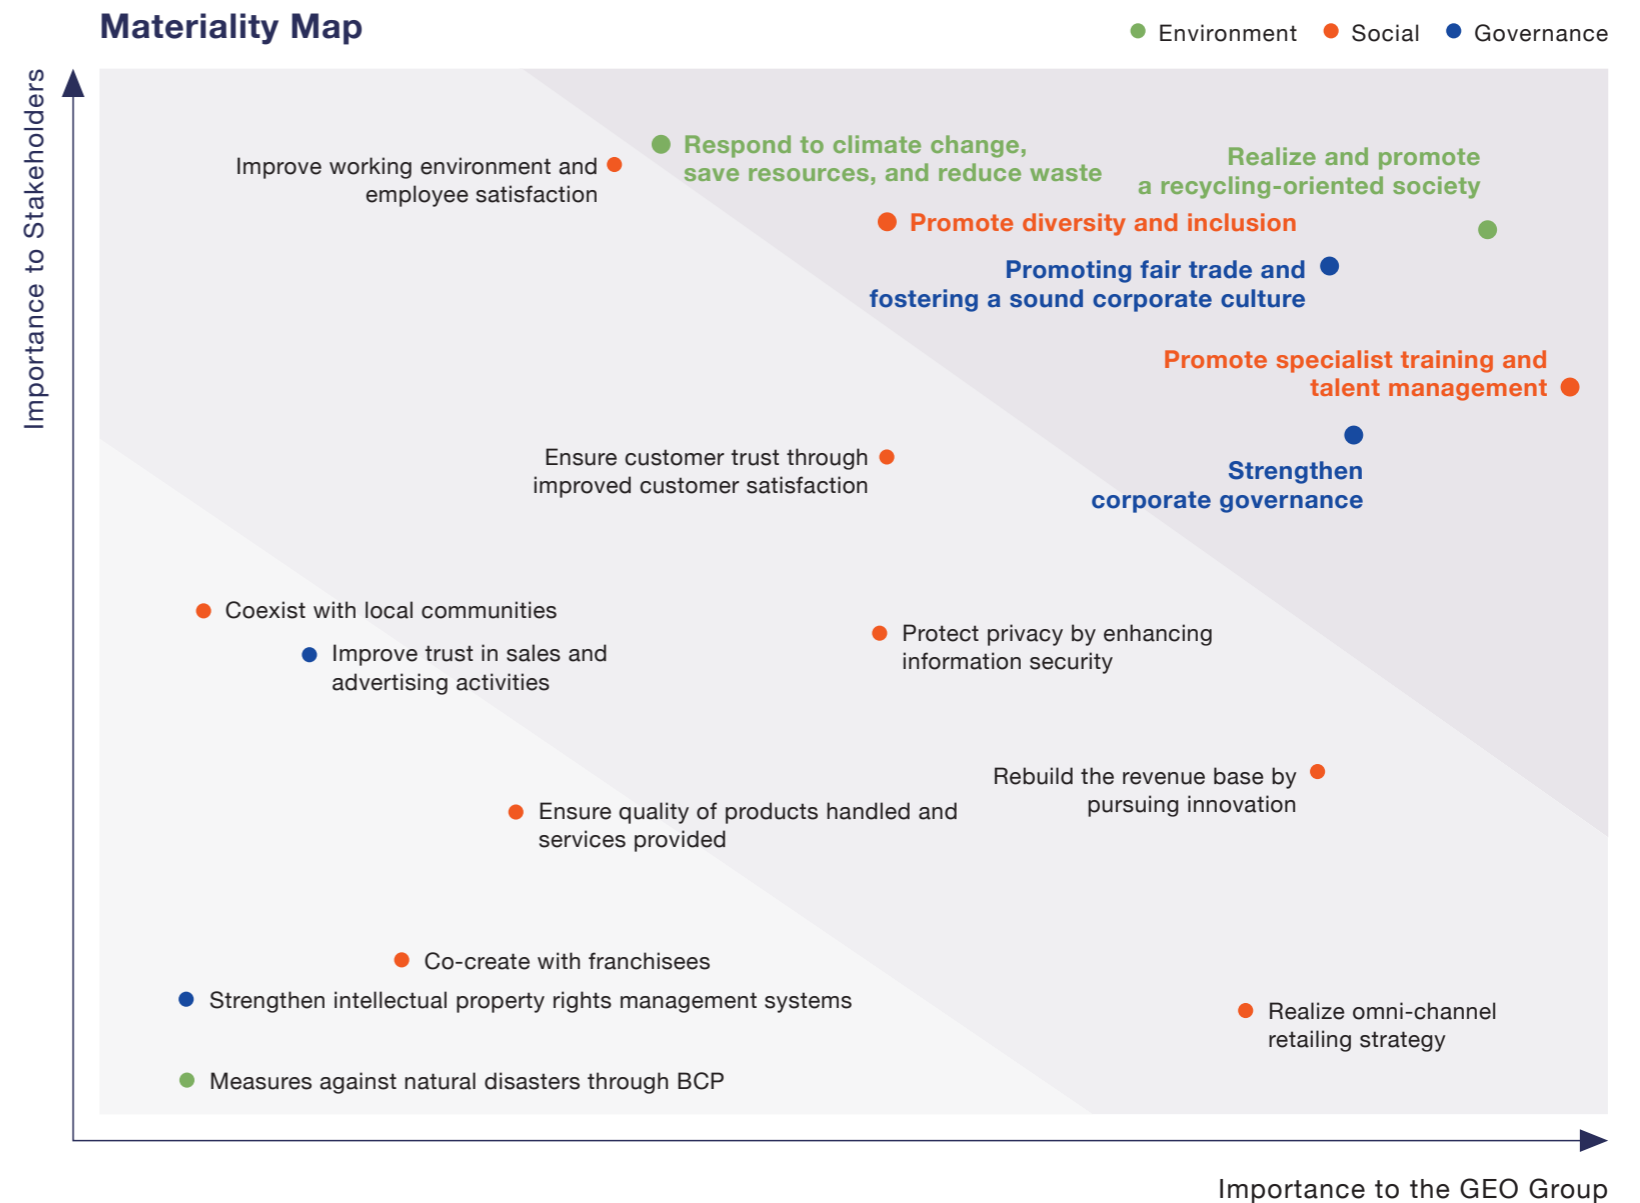 Materiality Map
Environment
Social
Governance
Importance to Stakeholders
Improve working environment and
employee satisfaction
Respond to climate change,
save resources, and reduce waste
Realize and promote
a recycling-oriented society
Promote diversity and inclusion
Promoting fair trade and
fostering a sound corporate culture
Promote specialist training and
talent management
Strengthen
corporate governance
Ensure customer trust through
improved customer satisfaction
Coexist with local communities
Improve trust in sales and
advertising activities
Protect privacy by enhancing
information security
Rebuild the revenue base by
pursuing innovation
Ensure quality of products handled and
services provided
Co-create with franchisees
Strengthen intellectual property rights management systems
Realize omni-channel
retailing strategy
Measures against natural disasters through BCP
Importance to the GEO Group